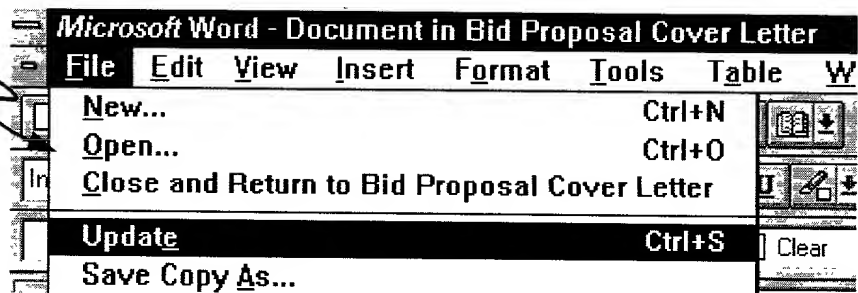 Microsoft Word - Document in Bid Proposal Cover Letter
File Edit View Insert Format Tools Table W
New... Ctrl+N
Open... Ctrl+O
In Close and Return to Bid Proposal Cover Letter U
Update Ctrl+S Clear
Save Copy As...